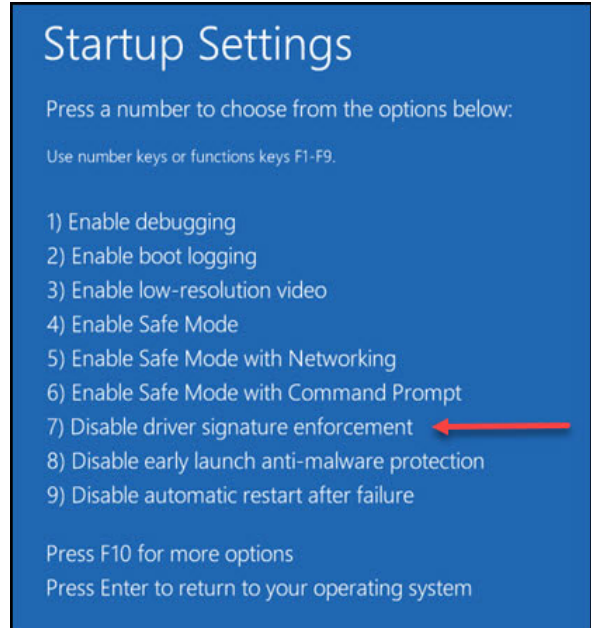 Startup Settings
Press a number to choose from the options below:
Use number keys or functions keys F1-F9.
1) Enable debugging
2) Enable boot logging
3) Enable low-resolution video
4) Enable Safe Mode
5) Enable Safe Mode with Networking
6) Enable Safe Mode with Command Prompt
7) Disable driver signature enforcement
8) Disable early launch anti-malware protection
9) Disable automatic restart after failure
Press F10 for more options
Press Enter to return to your operating system